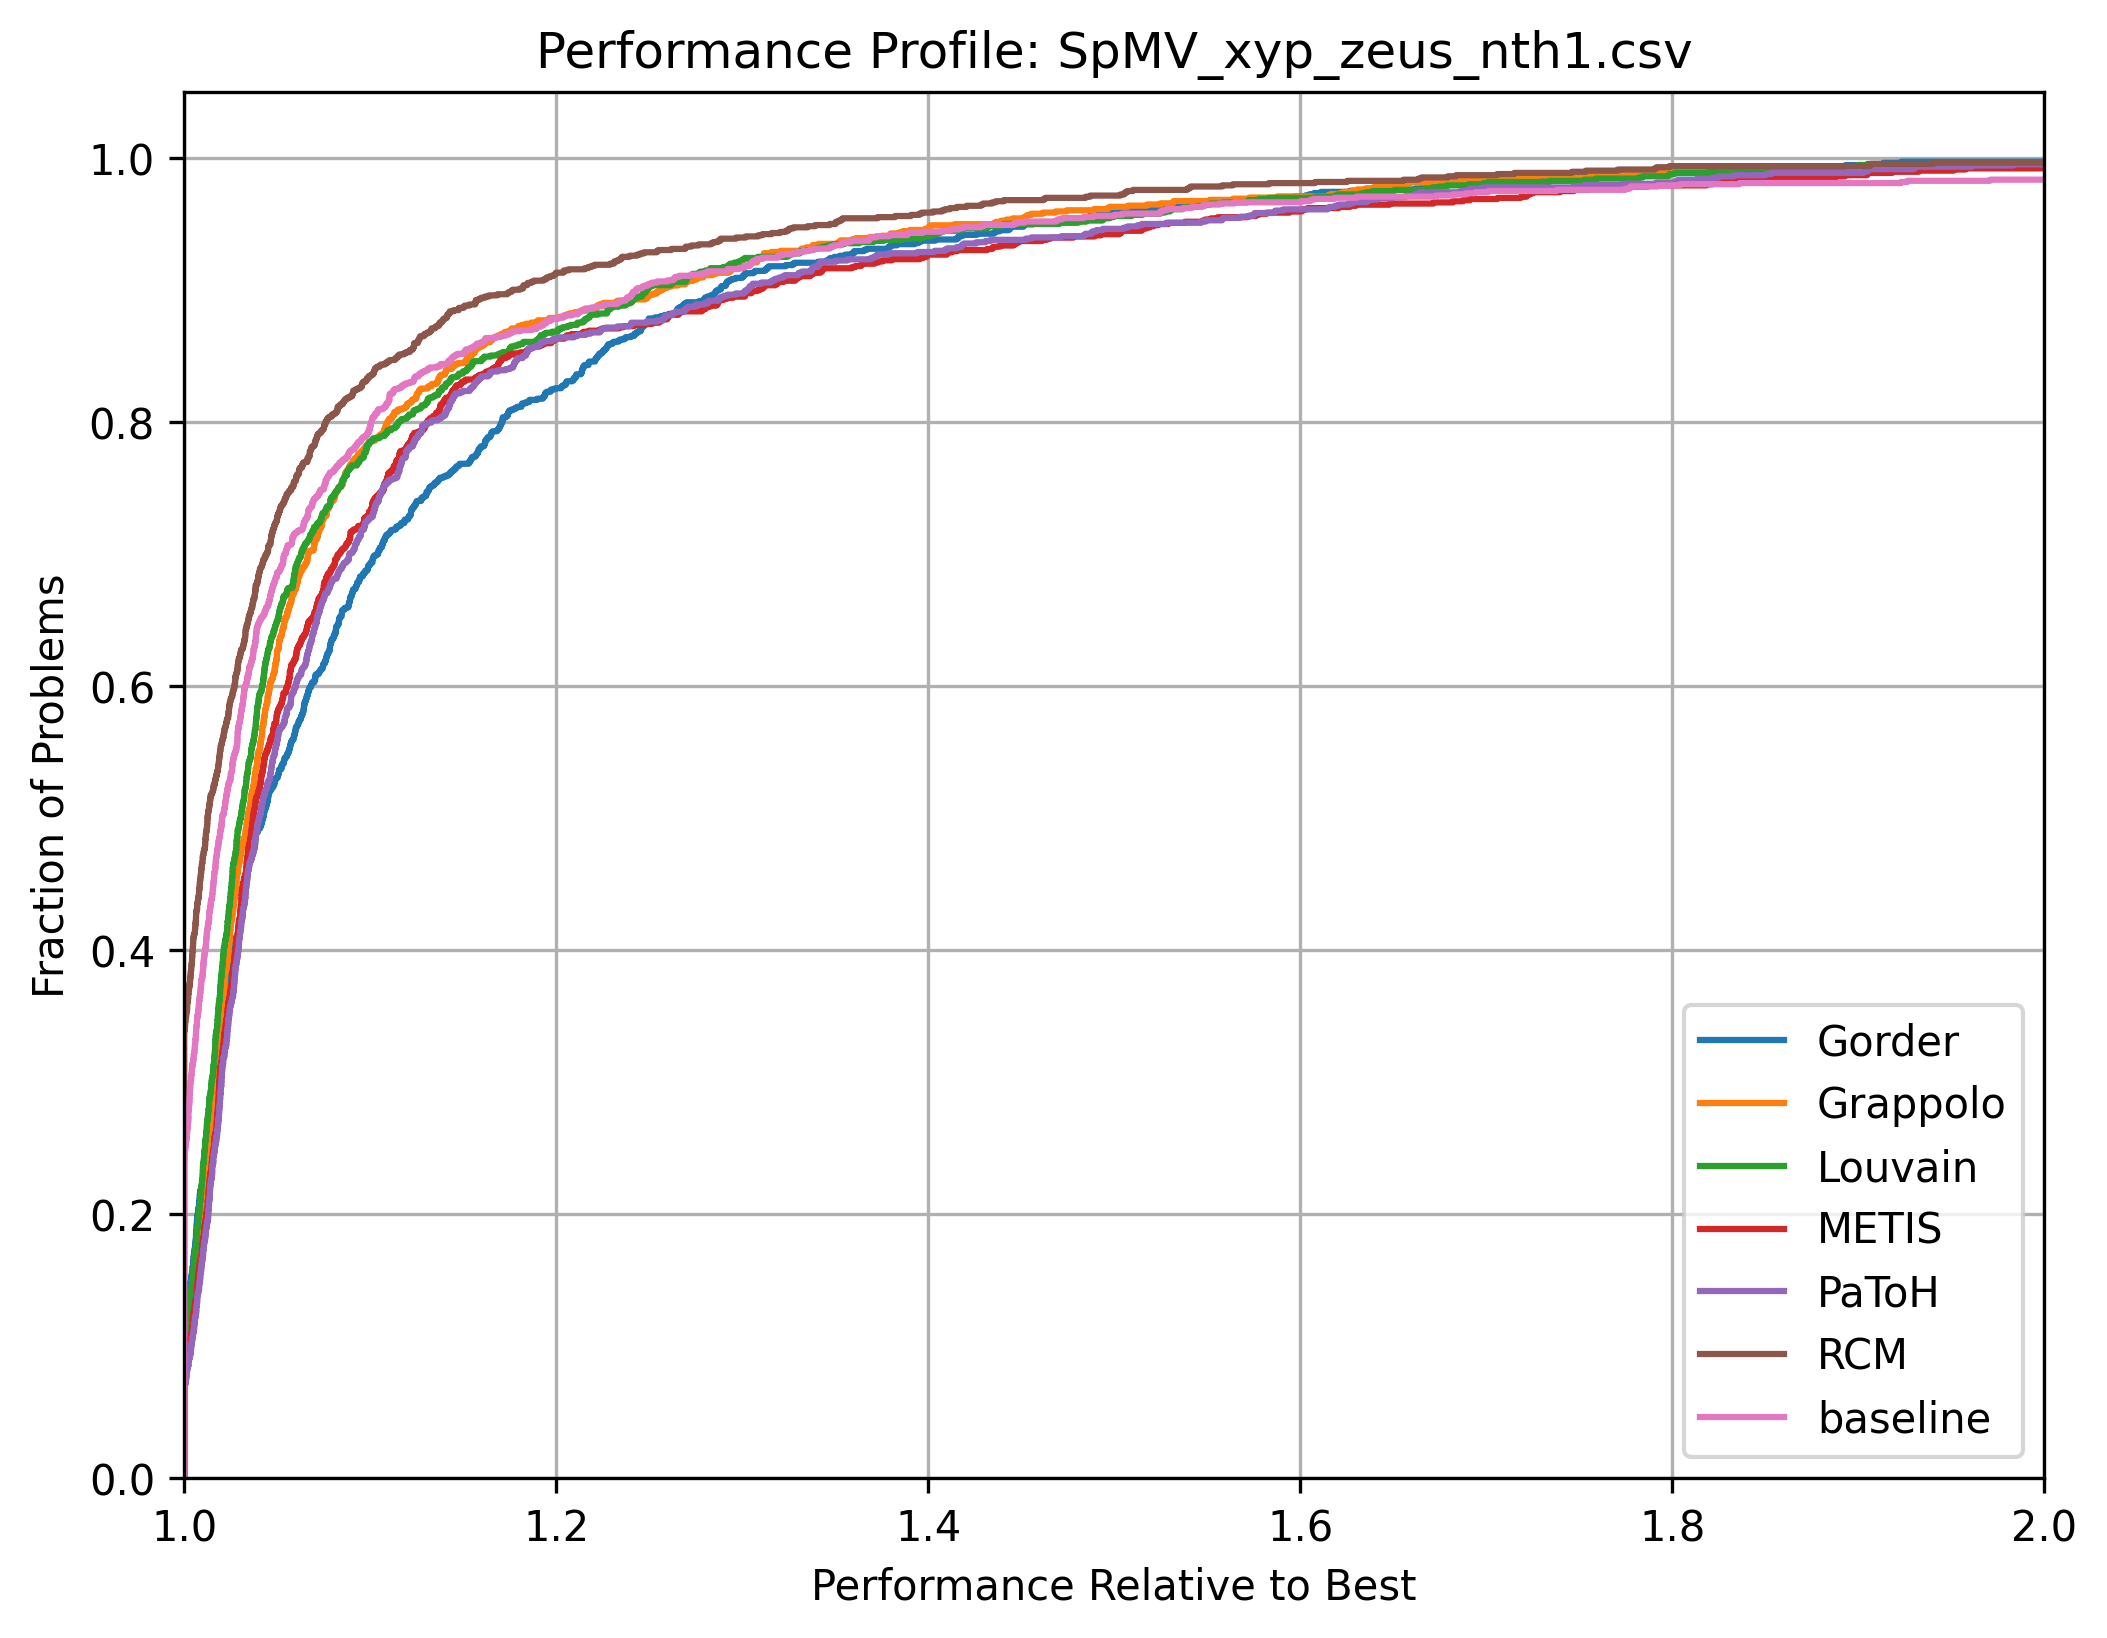 Performance Profile: SpMV_xyp_zeus_nth1.csv
Fraction of Problems
1.0
0.8
0.6
0.4
0.2
0.0
Gorder
Grappolo
Louvain
METIS
PaToH
RCM
baseline
1.0 1.2 1.4 1.6 1.8 2.0
Performance Relative to Best